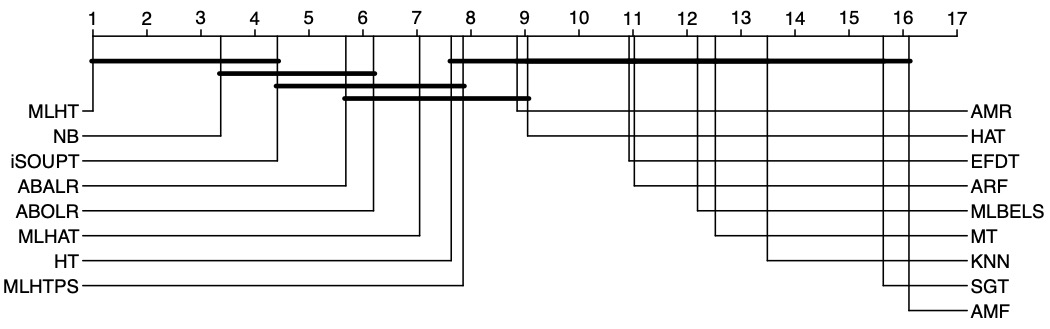 1 2 3 4 5 6 7 8 9 10 11 12 13 14 15 16 17
MLHT AMR
NB HAT
iSOUPT EFDT
ABALR ARF
ABOLR MLBELS
MLHAT MT
HT KNN
MLHTPS SGT
AMF